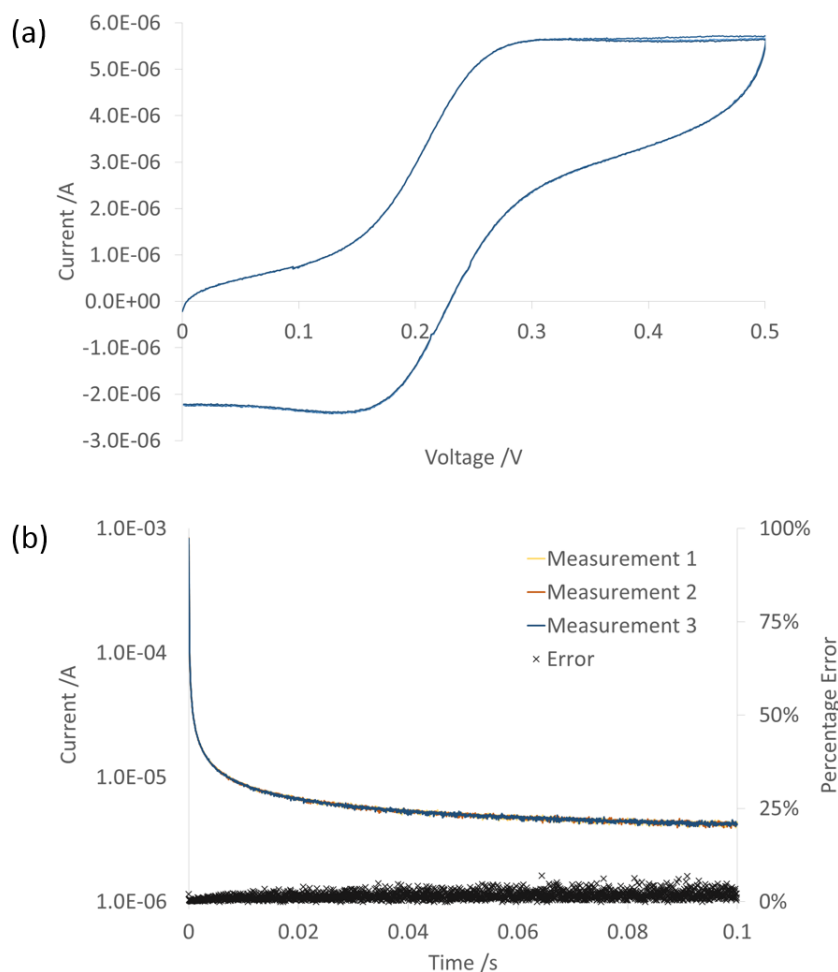 (a)
6.0E-06
5.0E-06
4.0E-06
3.0E-06
2.0E-06
1.0E-06
0.0E+00
-1.0E-06
-2.0E-06
-3.0E-06
Current /A
0 0.1 0.2 0.3 0.4 0.5
Voltage /V
(b)
1.0E-03
1.0E-04
1.0E-05
1.0E-06
Current /A
Measurement 1
Measurement 2
Measurement 3
Error
100%
75%
50%
25%
0%
Percentage Error
0 0.02 0.04 0.06 0.08 0.1
Time /s